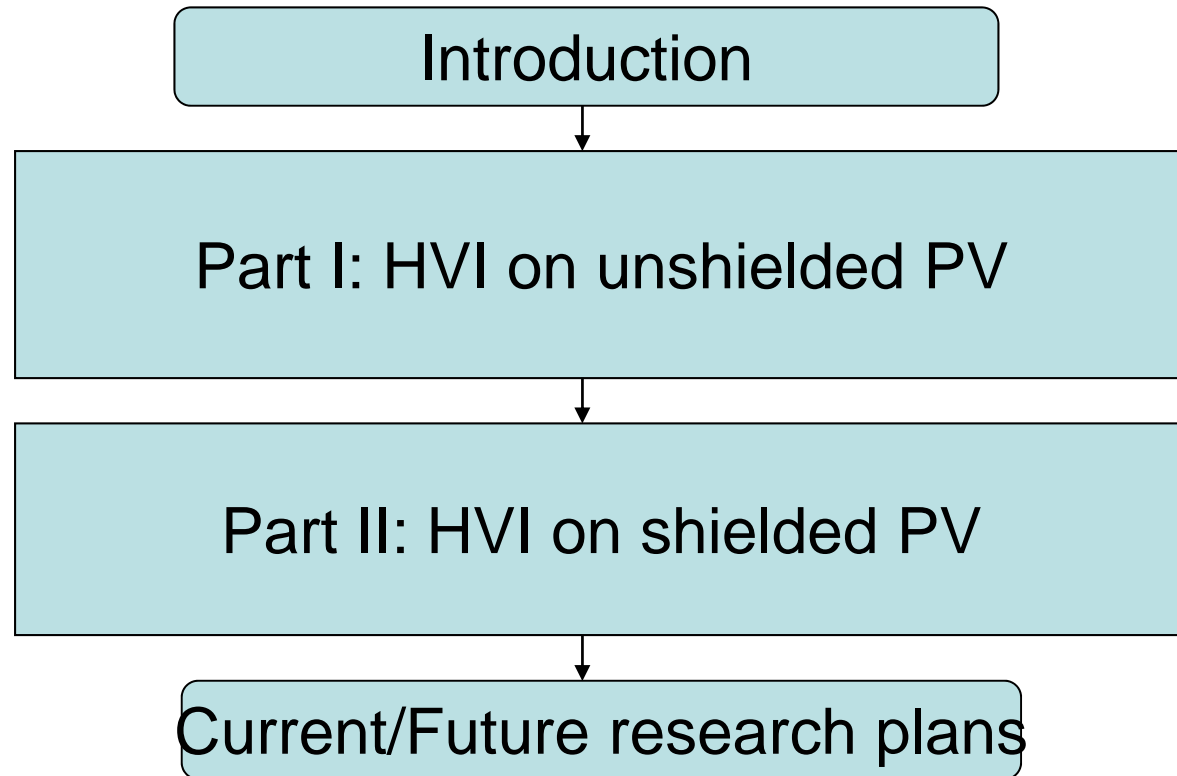 Introduction
Part I: HVI on unshielded PV
Part II: HVI on shielded PV
Current/Future research plans